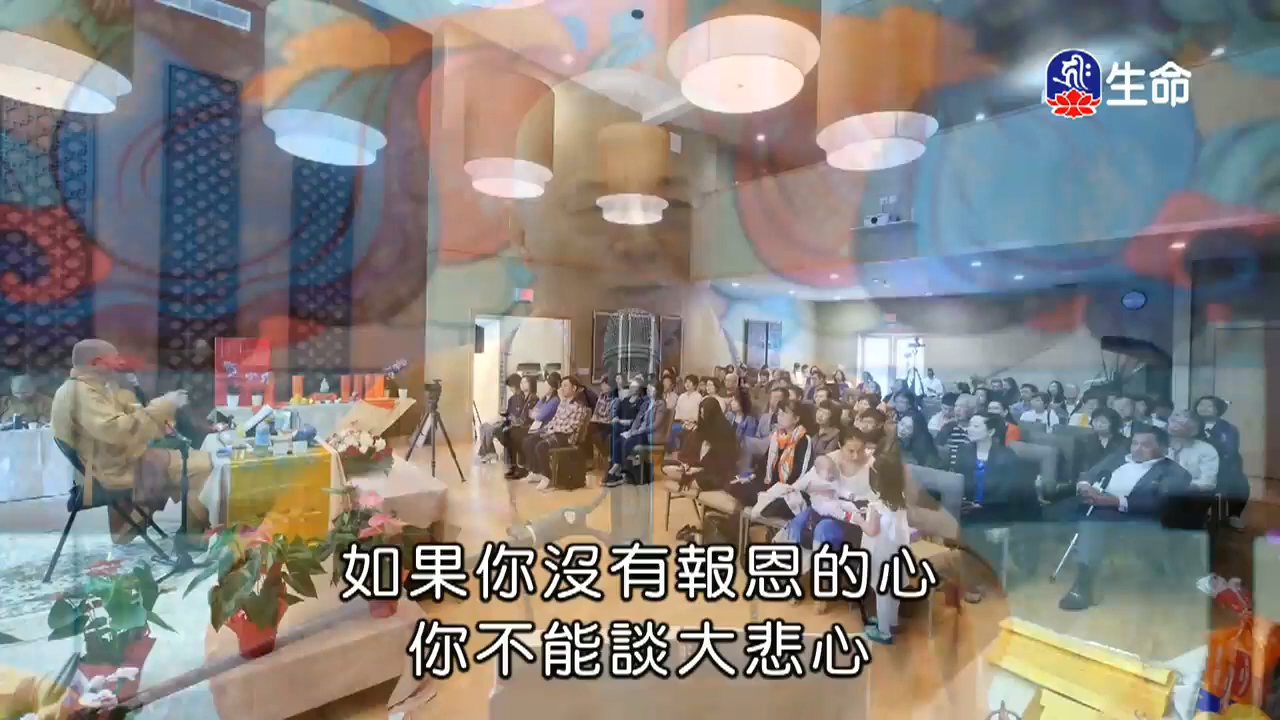 生命
如果你沒有報恩的心
你不能談大悲心